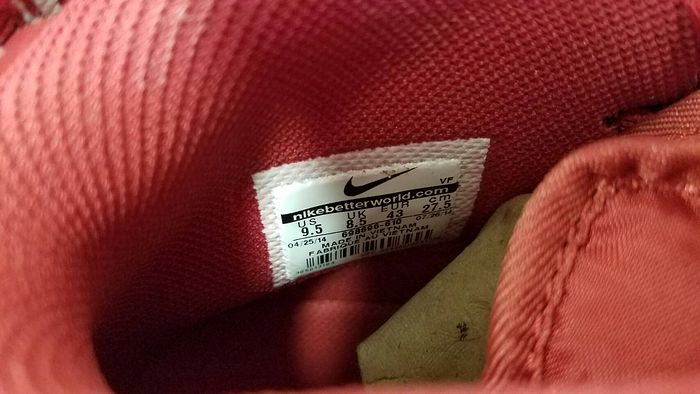 VF
nikebetterworld.com
US UK EUR cm
9.5 8.5 43 27.5
04/25/14 698696-610 07/26/14
MADE IN VIETNAM
FABRIQUE AU VIETNAM